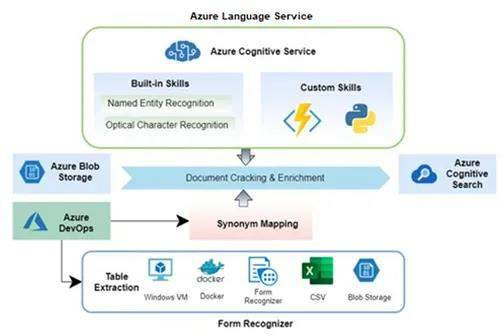 Azure Language Service
Azure Cognitive Service
Built-in Skills
Named Entity Recognition
Optical Character Recognition
Custom Skills
Azure Blob
Storage
Document Cracking & Enrichment
Azure
Cognitive
Search
Azure
DevOps
Synonym Mapping
Table
Extraction
Windows VM
docker
Docker
Form
Recognizer
CSV
Blob Storage
Form Recognizer